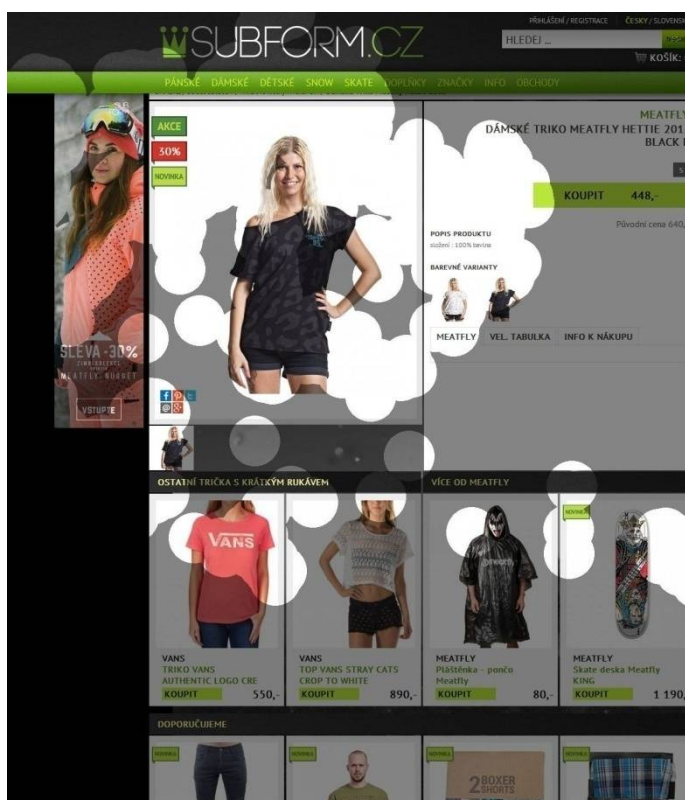 SUBFORM.CZ
PŘIHLÁŠENÍ / REGISTRACE
ČESKY / SLOVENSK
HLEDEJ ...
KOŠÍK:
PÁNSKÉ DÁMSKÉ DĚTSKÉ SNOW SKATE DOPLŇKY ZNAČKY INFO OBCHODY
AKCE
30%
NOVINKA
MEATFLY
DÁMSKÉ TRIKO MEATFLY HETTIE 201
BLACK
S
KOUPIT 448,-
Původní cena 640,
POPIS PRODUKTU
složení : 100% bavlna
BAREVNÉ VARIANTY
MEATFLY VEL. TABULKA INFO K NÁKUPU
SLEVA -30%
MEATFLY NUGGET
VSTUPTE
OSTATNÍ TRIČKA S KRÁTKÝM RUKÁVEM
VÍCE OD MEATFLY
VANS
NOVINKA
VANS
TRIKO VANS
AUTHENTIC LOGO CRE
KOUPIT 550,-
VANS
TOP VANS STRAY CATS
CROP TO WHITE
KOUPIT 890,-
MEATFLY
Pláštěnka - pončo
Meatfly
KOUPIT 80,-
MEATFLY
Skate deska Meatfly
KING
KOUPIT 1 190,
DOPORUČUJEME
NOVINKA
NOVINKA
NOVINKA
2 BOXER
SHORTS
NOVINKA